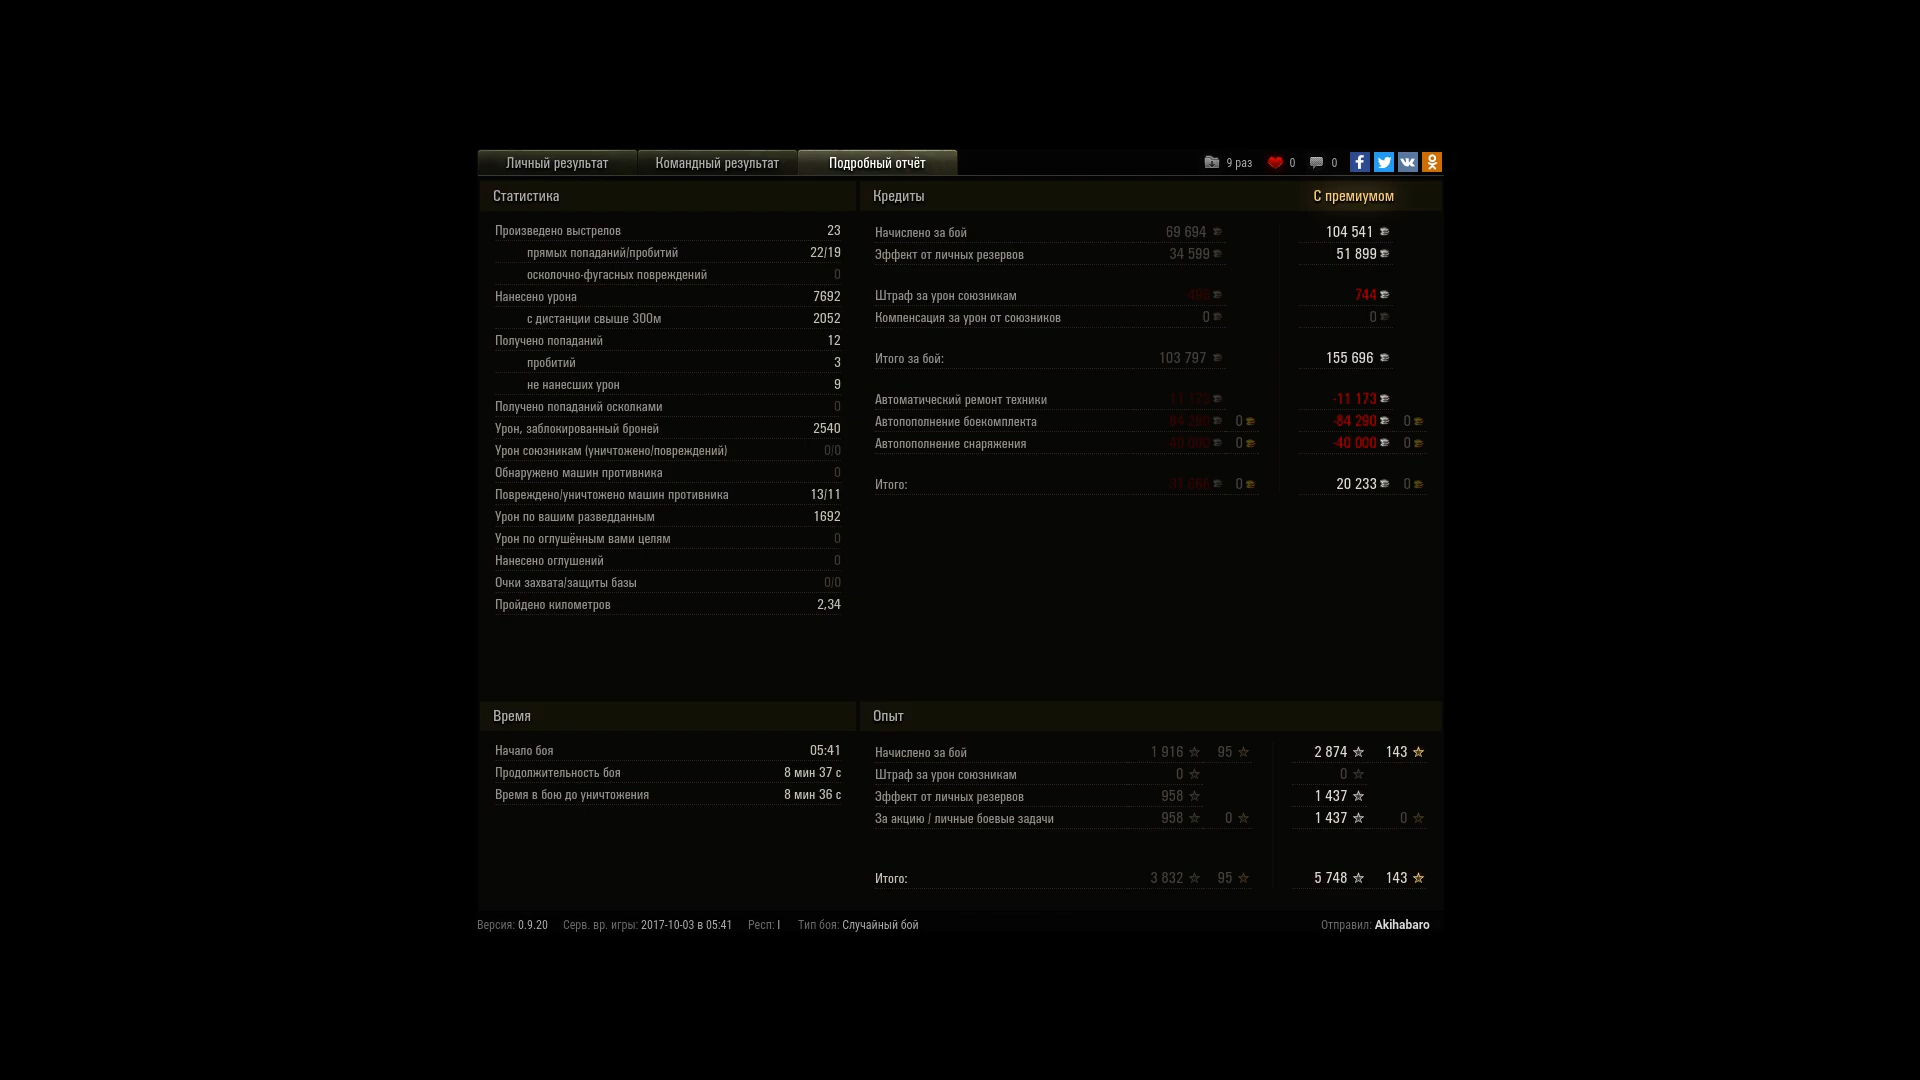 Личный результат Командный результат Подробный отчёт 9 раз 0 0
Статистика
Произведено выстрелов 23
прямых попаданий/пробитий 22/19
осколочно-фугасных повреждений 0
Нанесено урона 7692
с дистанции свыше 300м 2052
Получено попаданий 12
пробитий 3
не нанесших урон 9
Получено попаданий осколками 0
Урон, заблокированный броней 2540
Урон союзникам (уничтожено/повреждений) 0/0
Обнаружено машин противника 0
Повреждено/уничтожено машин противника 13/11
Урон по вашим разведданным 1692
Урон по оглушённым вами целям 0
Нанесено оглушений 0
Очки захвата/защиты базы 0/0
Пройдено километров 2,34
Кредиты С премиумом
Начислено за бой 69 694 104 541
Эффект от личных резервов 34 599 51 899
Штраф за урон союзникам 744
Компенсация за урон от союзников 0 0
Итого за бой: 103 797 155 696
Автоматический ремонт техники -11 173
Автопополнение боекомплекта 0 -84 290 0
Автопополнение снаряжения 0 -40 000 0
Итого: 0 20 233 0
Время
Начало боя 05:41
Продолжительность боя 8 мин 37 с
Время в бою до уничтожения 8 мин 36 с
Опыт
Начислено за бой 1 916 95 2 874 143
Штраф за урон союзникам 0 0
Эффект от личных резервов 958 1 437
За акцию / личные боевые задачи 958 0 1 437 0
Итого: 3 832 95 5 748 143
Версия: 0.9.20 Серв. вр. игры: 2017-10-03 в 05:41 Респ: I Тип боя: Случайный бой Отправил: Akihabaro